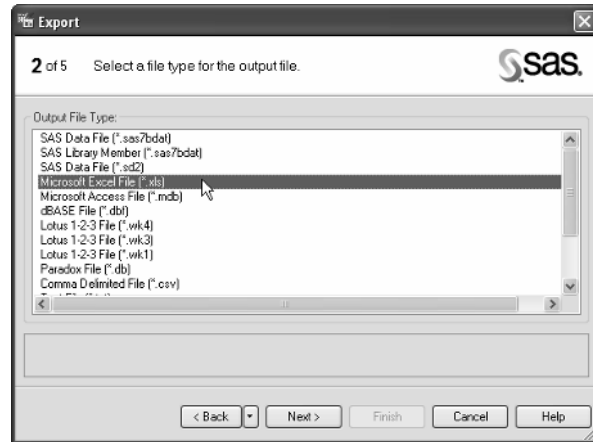 Export
2 of 5 Select a file type for the output file.
sas.
Output File Type:
SAS Data File (*.sas7bdat)
SAS Library Member (*.sas7bdat)
SAS Data File (*.sd2)
Microsoft Excel File (*.xls)
Microsoft Access File (*.mdb)
dBASE File (*.dbf)
Lotus 1-2-3 File (*.wk4)
Lotus 1-2-3 File (*.wk3)
Lotus 1-2-3 File (*.wk1)
Paradox File (*.db)
Comma Delimited File (*.csv)
< Back Next > Finish Cancel Help